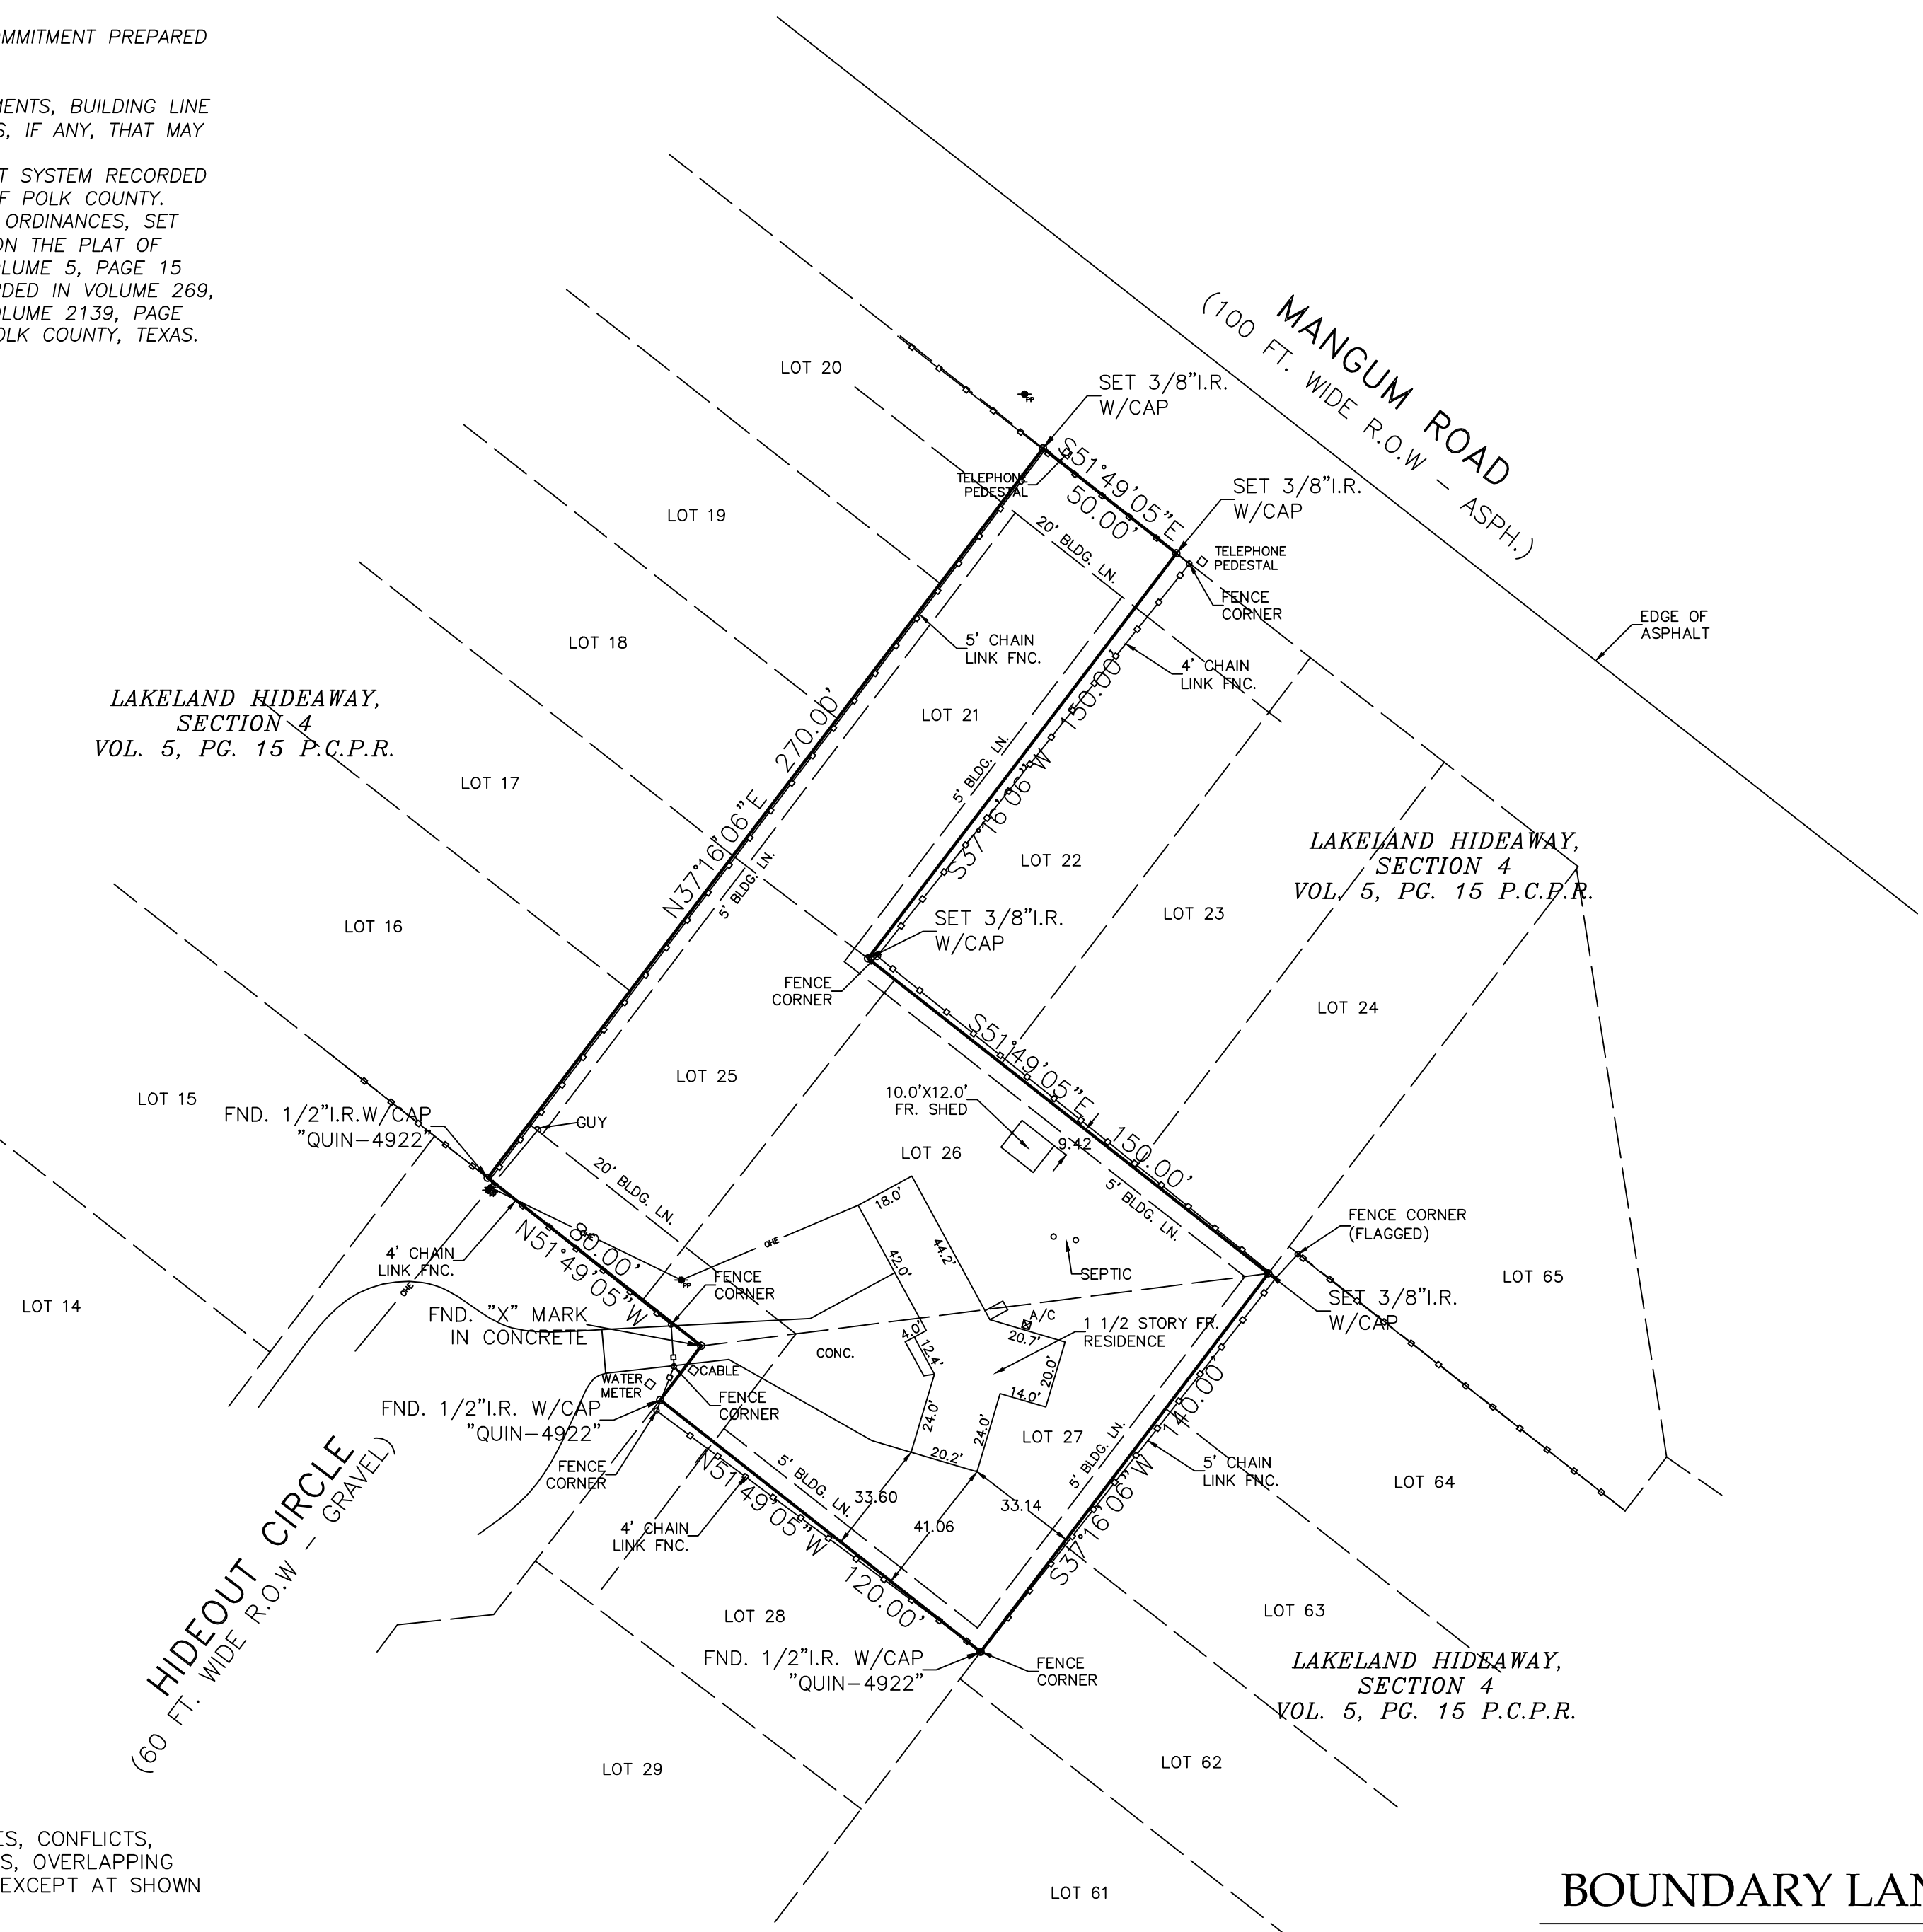 OMMITMENT PREPARED
MENTS, BUILDING LINE
S, IF ANY, THAT MAY
T SYSTEM RECORDED
F POLK COUNTY.
ORDINANCES, SET
ON THE PLAT OF
OLUME 5, PAGE 15
RDED IN VOLUME 269,
OLUME 2139, PAGE
OLK COUNTY, TEXAS.
MANGUM ROAD
(100 FT. WIDE R.O.W - ASPH.)
LOT 20
SET 3/8"I.R.
W/CAP
PP
S51°49'05"E
50.00'
TELEPHONE
PEDESTAL
SET 3/8"I.R.
W/CAP
LOT 19
20' BLDG. LN.
TELEPHONE
PEDESTAL
FENCE
CORNER
EDGE OF
ASPHALT
5' CHAIN
LINK FNC.
4' CHAIN
LINK FNC.
LOT 18
LAKELAND HIDEAWAY,
SECTION 4
VOL. 5, PG. 15 P.C.P.R.
LOT 21
150.00'
S37°16'06"W
270.00'
N37°16'06"E
5' BLDG. LN.
5' BLDG. LN.
LOT 17
LOT 22
LAKELAND HIDEAWAY,
SECTION 4
VOL. 5, PG. 15 P.C.P.R.
LOT 16
SET 3/8"I.R.
W/CAP
LOT 23
FENCE
CORNER
LOT 24
S51°49'05"E
150.00'
LOT 25
10.0'X12.0'
FR. SHED
LOT 15
FND. 1/2"I.R.W/CAP
"QUIN-4922"
GUY
9.42
LOT 26
20' BLDG. LN.
5' BLDG. LN.
18.0'
44.2'
42.0'
OHE
OHE
FENCE CORNER
(FLAGGED)
N51°49'05"W
80.00'
4' CHAIN
LINK FNC.
SEPTIC
LOT 65
FENCE
CORNER
PP
OHE
LOT 14
FND. "X" MARK
IN CONCRETE
SET 3/8"I.R.
W/CAP
A/C
1 1/2 STORY FR.
RESIDENCE
4.0'
12.4'
20.7'
20.0'
14.0'
CONC.
WATER
METER
CABLE
FENCE
CORNER
FND. 1/2"I.R. W/CAP
"QUIN-4922"
24.0'
24.0'
20.2'
LOT 27
5' BLDG. LN.
140.00'
S37°16'06"W
5' CHAIN
LINK FNC.
LOT 64
HIDEOUT CIRCLE
(60 FT. WIDE R.O.W - GRAVEL)
FENCE
CORNER
N51°49'05"W
120.00'
5' BLDG. LN.
33.60
41.06
33.14
4' CHAIN
LINK FNC.
LOT 28
LOT 63
FND. 1/2"I.R. W/CAP
"QUIN-4922"
FENCE
CORNER
LAKELAND HIDEAWAY,
SECTION 4
VOL. 5, PG. 15 P.C.P.R.
LOT 29
LOT 62
ES, CONFLICTS,
S, OVERLAPPING
EXCEPT AT SHOWN
LOT 61
BOUNDARY LAN